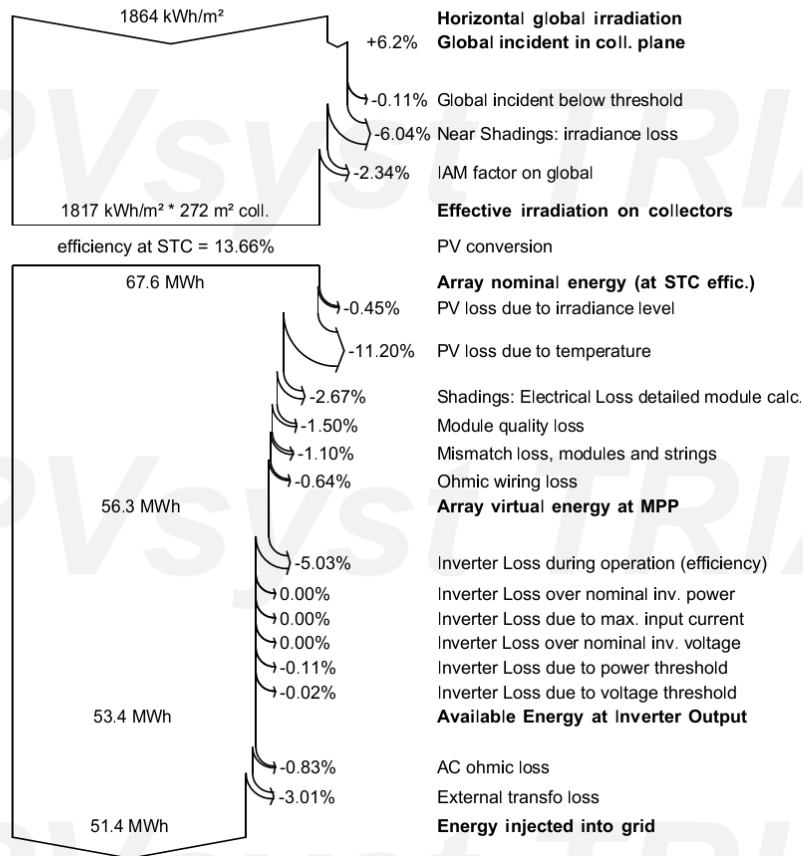 1864 kWh/m² Horizontal global irradiation
+6.2% Global incident in coll. plane
-0.11% Global incident below threshold
-6.04% Near Shadings: irradiance loss
-2.34% IAM factor on global
1817 kWh/m² * 272 m² coll. Effective irradiation on collectors
efficiency at STC = 13.66% PV conversion
67.6 MWh Array nominal energy (at STC effic.)
-0.45% PV loss due to irradiance level
-11.20% PV loss due to temperature
-2.67% Shadings: Electrical Loss detailed module calc.
-1.50% Module quality loss
-1.10% Mismatch loss, modules and strings
-0.64% Ohmic wiring loss
56.3 MWh Array virtual energy at MPP
-5.03% Inverter Loss during operation (efficiency)
0.00% Inverter Loss over nominal inv. power
0.00% Inverter Loss due to max. input current
0.00% Inverter Loss over nominal inv. voltage
-0.11% Inverter Loss due to power threshold
-0.02% Inverter Loss due to voltage threshold
53.4 MWh Available Energy at Inverter Output
-0.83% AC ohmic loss
-3.01% External transfo loss
51.4 MWh Energy injected into grid
PVsyst TRIA
PVsyst TRIA